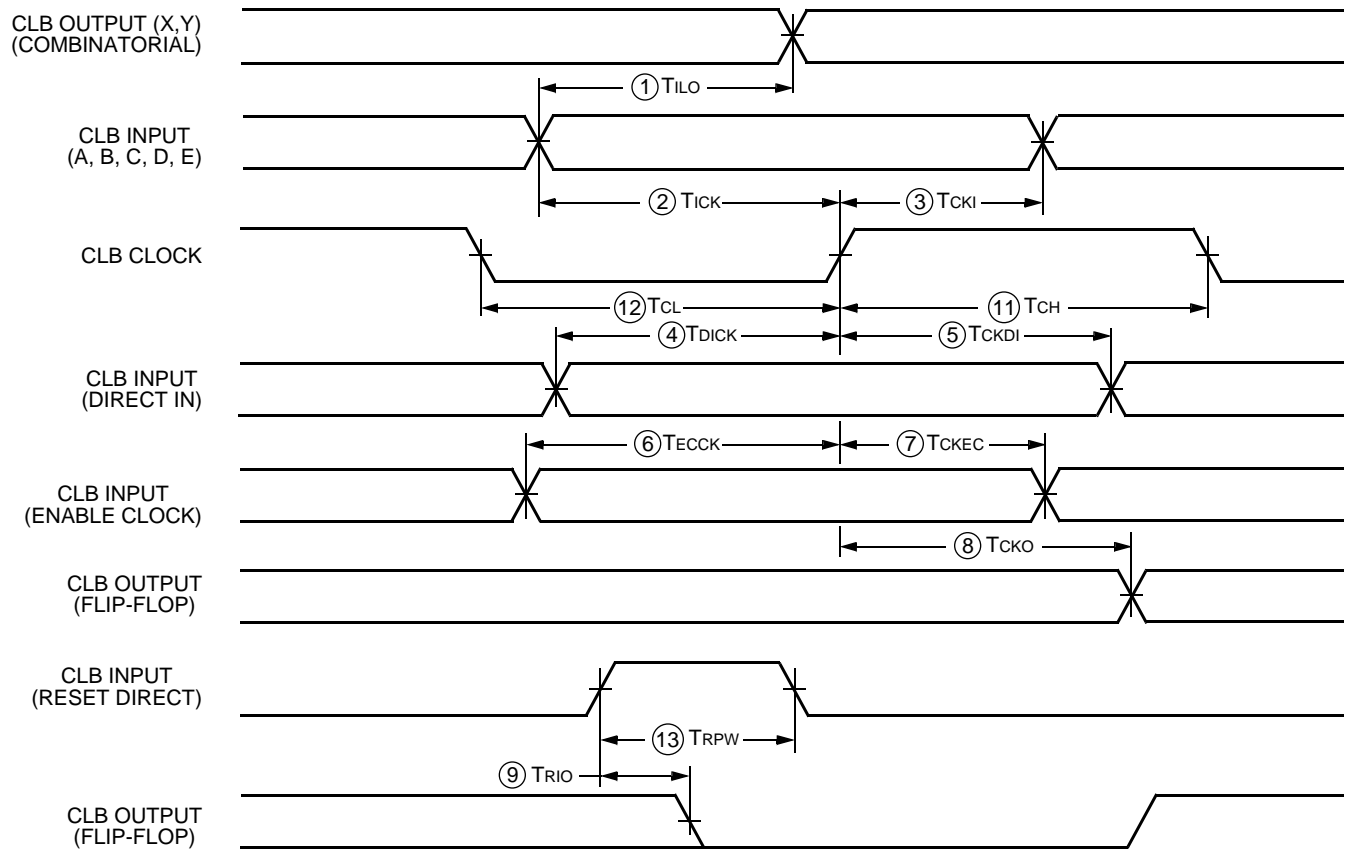 CLB OUTPUT (X,Y)
(COMBINATORIAL)
1 TILO
CLB INPUT
(A, B, C, D, E)
2 TICK
3 TCKI
CLB CLOCK
12 TCL
11 TCH
4 TDICK
5 TCKDI
CLB INPUT
(DIRECT IN)
6 TECCK
7 TCKEC
CLB INPUT
(ENABLE CLOCK)
8 TCKO
CLB OUTPUT
(FLIP-FLOP)
CLB INPUT
(RESET DIRECT)
13 TRPW
9 TRIO
CLB OUTPUT
(FLIP-FLOP)